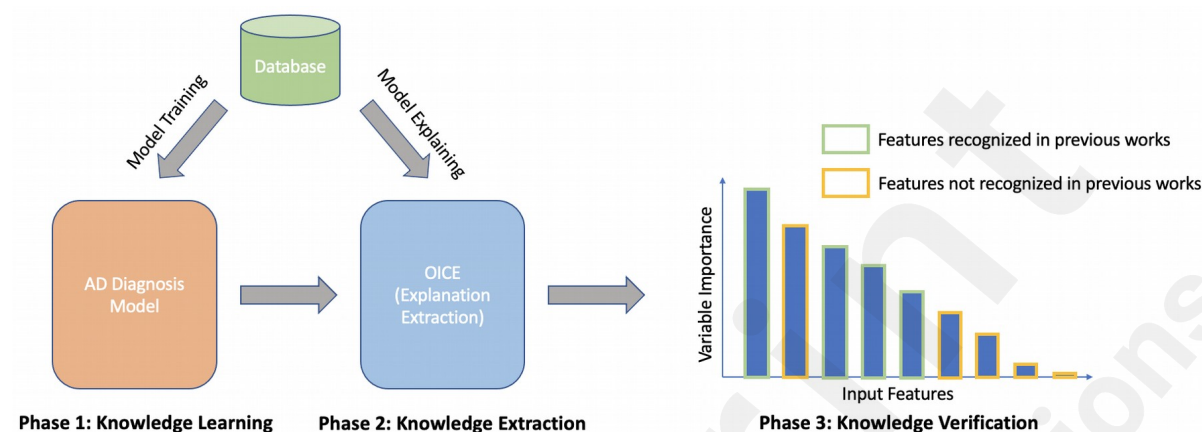 Database
Model Training
Model Explaining
AD Diagnosis
Model
OICE
(Explanation
Extraction)
Features recognized in previous works
Features not recognized in previous works
Variable Importance
Input Features
Phase 1: Knowledge Learning
Phase 2: Knowledge Extraction
Phase 3: Knowledge Verification